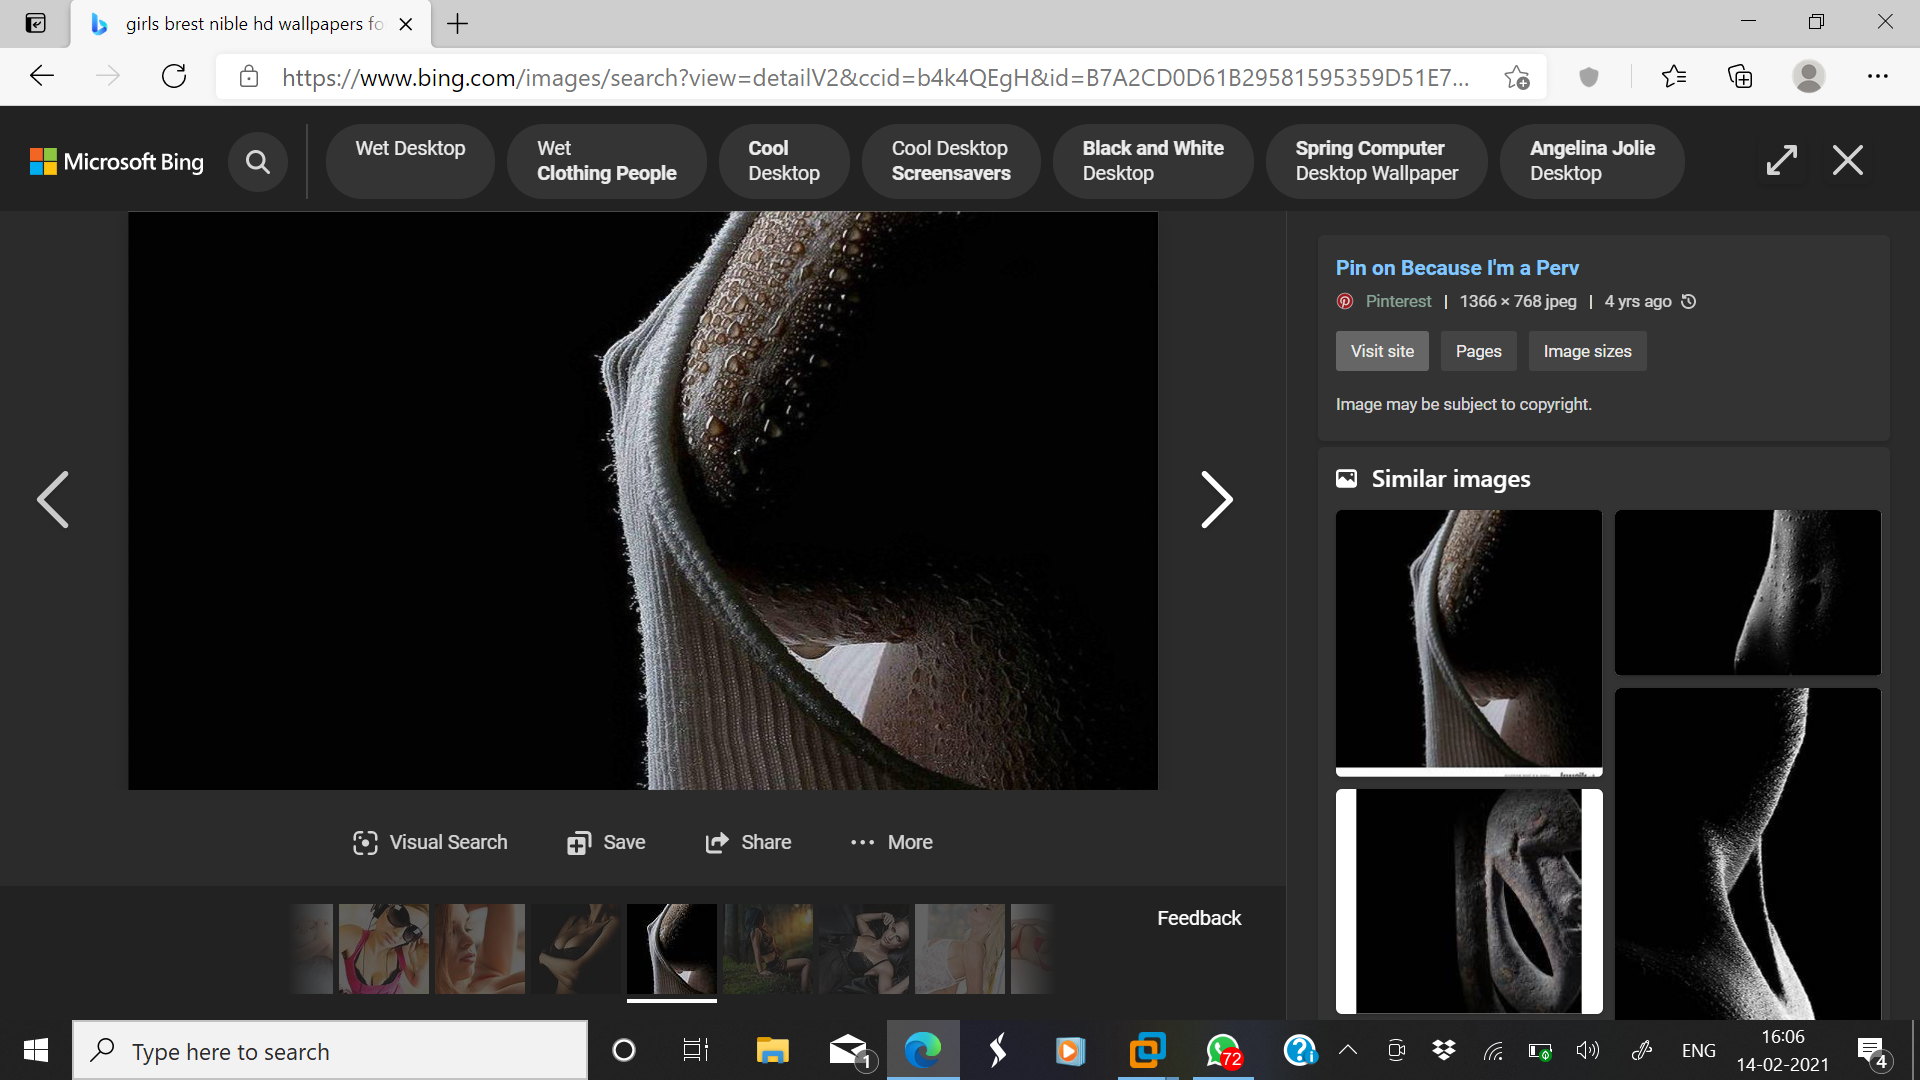 girls brest nible hd wallpapers fo
https://www.bing.com/images/search?view=detailV2&ccid=b4k4QEgH&id=B7A2CD0D61B29581595359D51E7...
Microsoft Bing
Wet Desktop
Wet
Clothing People
Cool
Desktop
Cool Desktop
Screensavers
Black and White
Desktop
Spring Computer
Desktop Wallpaper
Angelina Jolie
Desktop
Pin on Because I'm a Perv
Pinterest | 1366 × 768 jpeg | 4 yrs ago
Visit site
Pages
Image sizes
Image may be subject to copyright.
Similar images
Visual Search
Save
Share
More
Feedback
Type here to search
1
72
ENG
16:06
14-02-2021
4